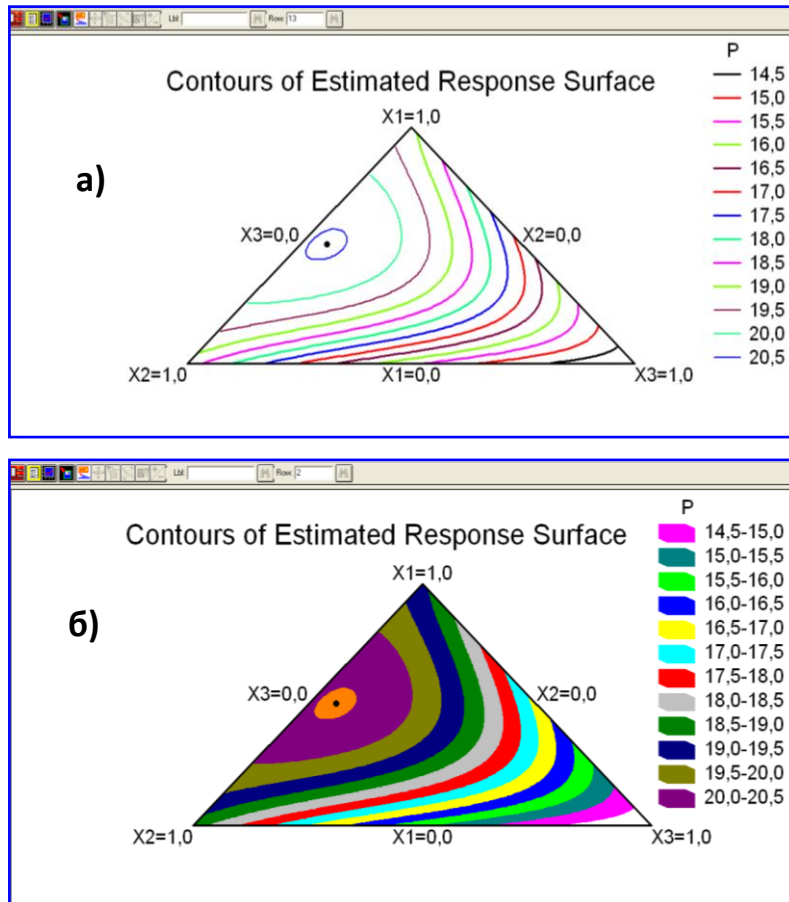 Lbl: Row: 13
Contours of Estimated Response Surface
P
14,5
15,0
15,5
16,0
16,5
17,0
17,5
18,0
18,5
19,0
19,5
20,0
20,5
X1=1,0
а)
X3=0,0
X2=0,0
X2=1,0
X1=0,0
X3=1,0
Lbl: Row: 2
Contours of Estimated Response Surface
P
14,5-15,0
15,0-15,5
15,5-16,0
16,0-16,5
16,5-17,0
17,0-17,5
17,5-18,0
18,0-18,5
18,5-19,0
19,0-19,5
19,5-20,0
20,0-20,5
X1=1,0
б)
X3=0,0
X2=0,0
X2=1,0
X1=0,0
X3=1,0